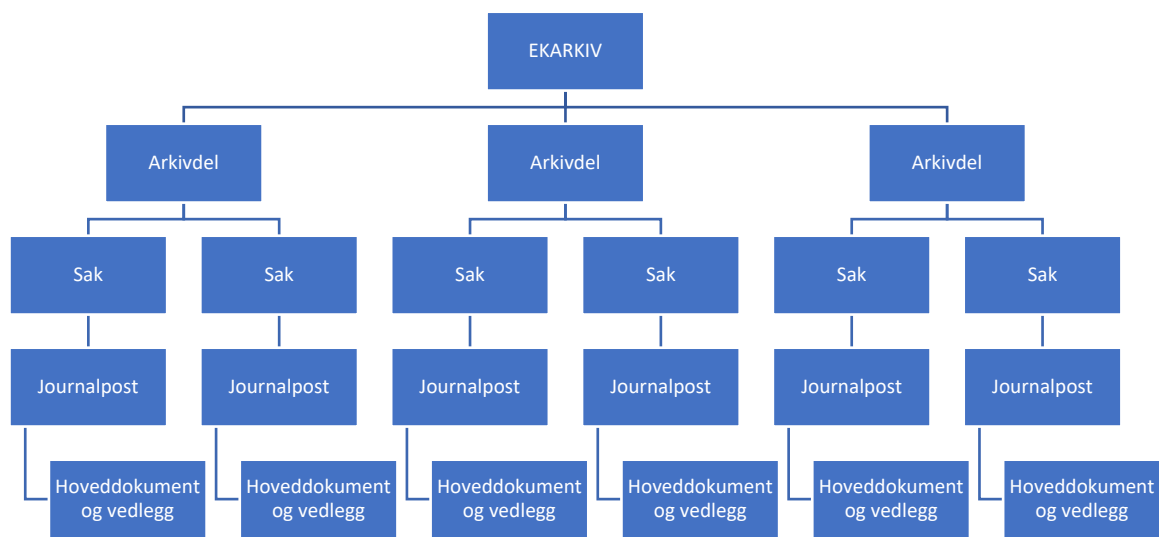 EKARKIV
Arkivdel
Arkivdel
Arkivdel
Sak
Sak
Sak
Sak
Sak
Sak
Journalpost
Journalpost
Journalpost
Journalpost
Journalpost
Journalpost
Hoveddokument
og vedlegg
Hoveddokument
og vedlegg
Hoveddokument
og vedlegg
Hoveddokument
og vedlegg
Hoveddokument
og vedlegg
Hoveddokument
og vedlegg